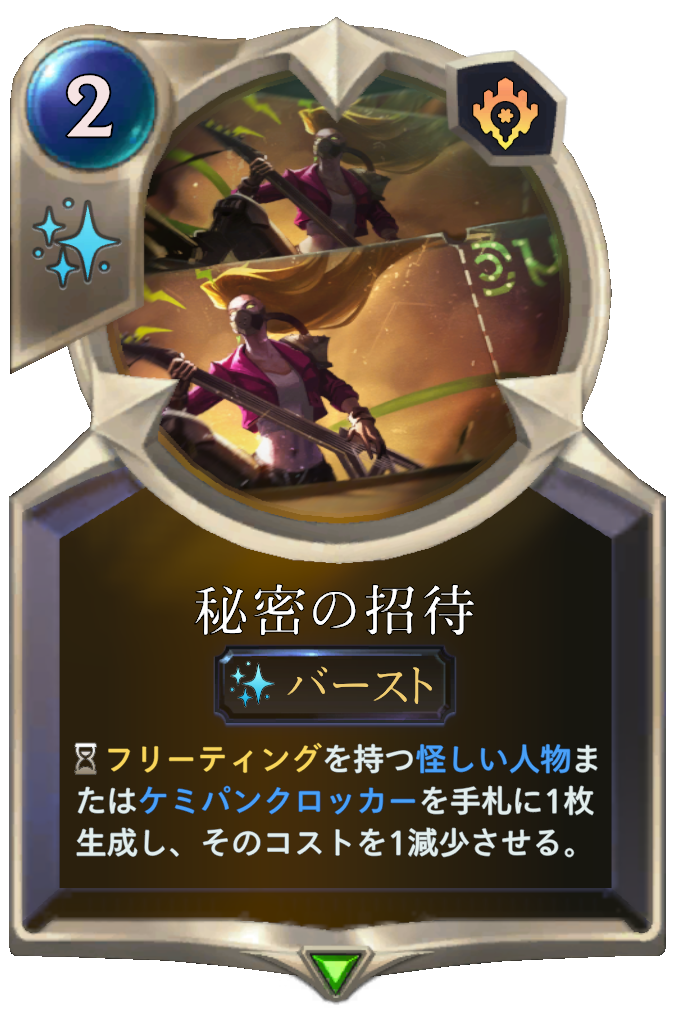 2
秘密の招待
バースト
フリーティングを持つ怪しい人物ま
たはケミパンクロッカーを手札に1枚
生成し、そのコストを1減少させる。